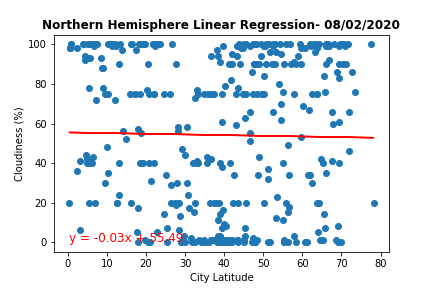 Northern Hemisphere Linear Regression- 08/02/2020
Cloudiness (%)
100
80
60
40
20
0
y = -0.03x + 55.49
0 10 20 30 40 50 60 70 80
City Latitude